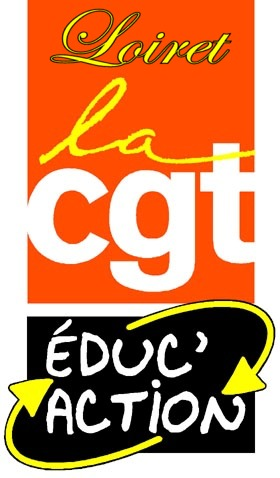 Loiret
la
cgt
ÉDUC'
ACTION